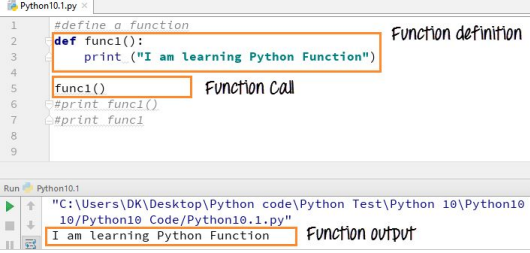 Python10.1.py ×
1 #define a function
2 def func1():
3 print ("I am learning Python Function")
Function definition
4
5 func1()
Function Call
6 #print func1()
7 #print func1
8
9
Run Python10.1
"C:\Users\DK\Desktop\Python code\Python Test\Python 10\Python10
10/Python10 Code/Python10.1.py"
I am learning Python Function
Function output